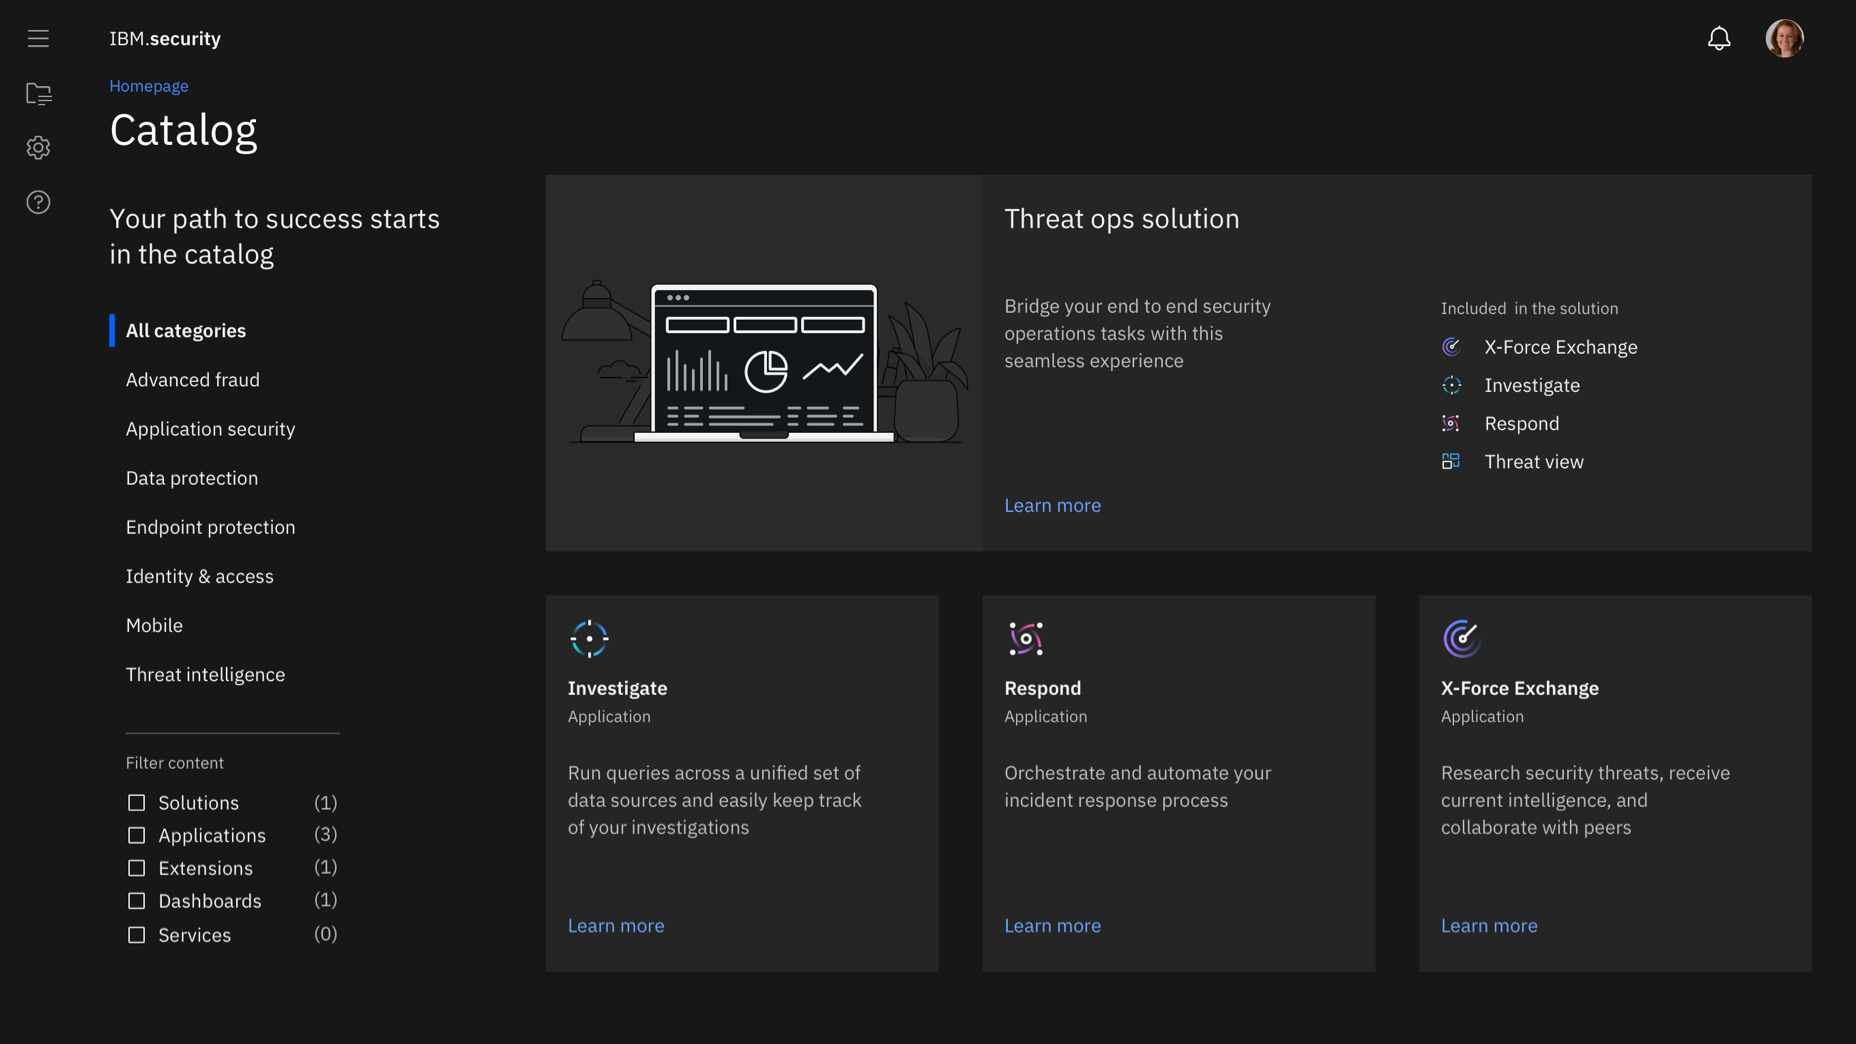 IBM.security
Homepage
Catalog
Your path to success starts
in the catalog
All categories
Advanced fraud
Application security
Data protection
Endpoint protection
Identity & access
Mobile
Threat intelligence
Filter content
Solutions (1)
Applications (3)
Extensions (1)
Dashboards (1)
Services (0)
Threat ops solution
Bridge your end to end security
operations tasks with this
seamless experience
Learn more
Included in the solution
X-Force Exchange
Investigate
Respond
Threat view
Investigate
Application
Run queries across a unified set of
data sources and easily keep track
of your investigations
Learn more
Respond
Application
Orchestrate and automate your
incident response process
Learn more
X-Force Exchange
Application
Research security threats, receive
current intelligence, and
collaborate with peers
Learn more